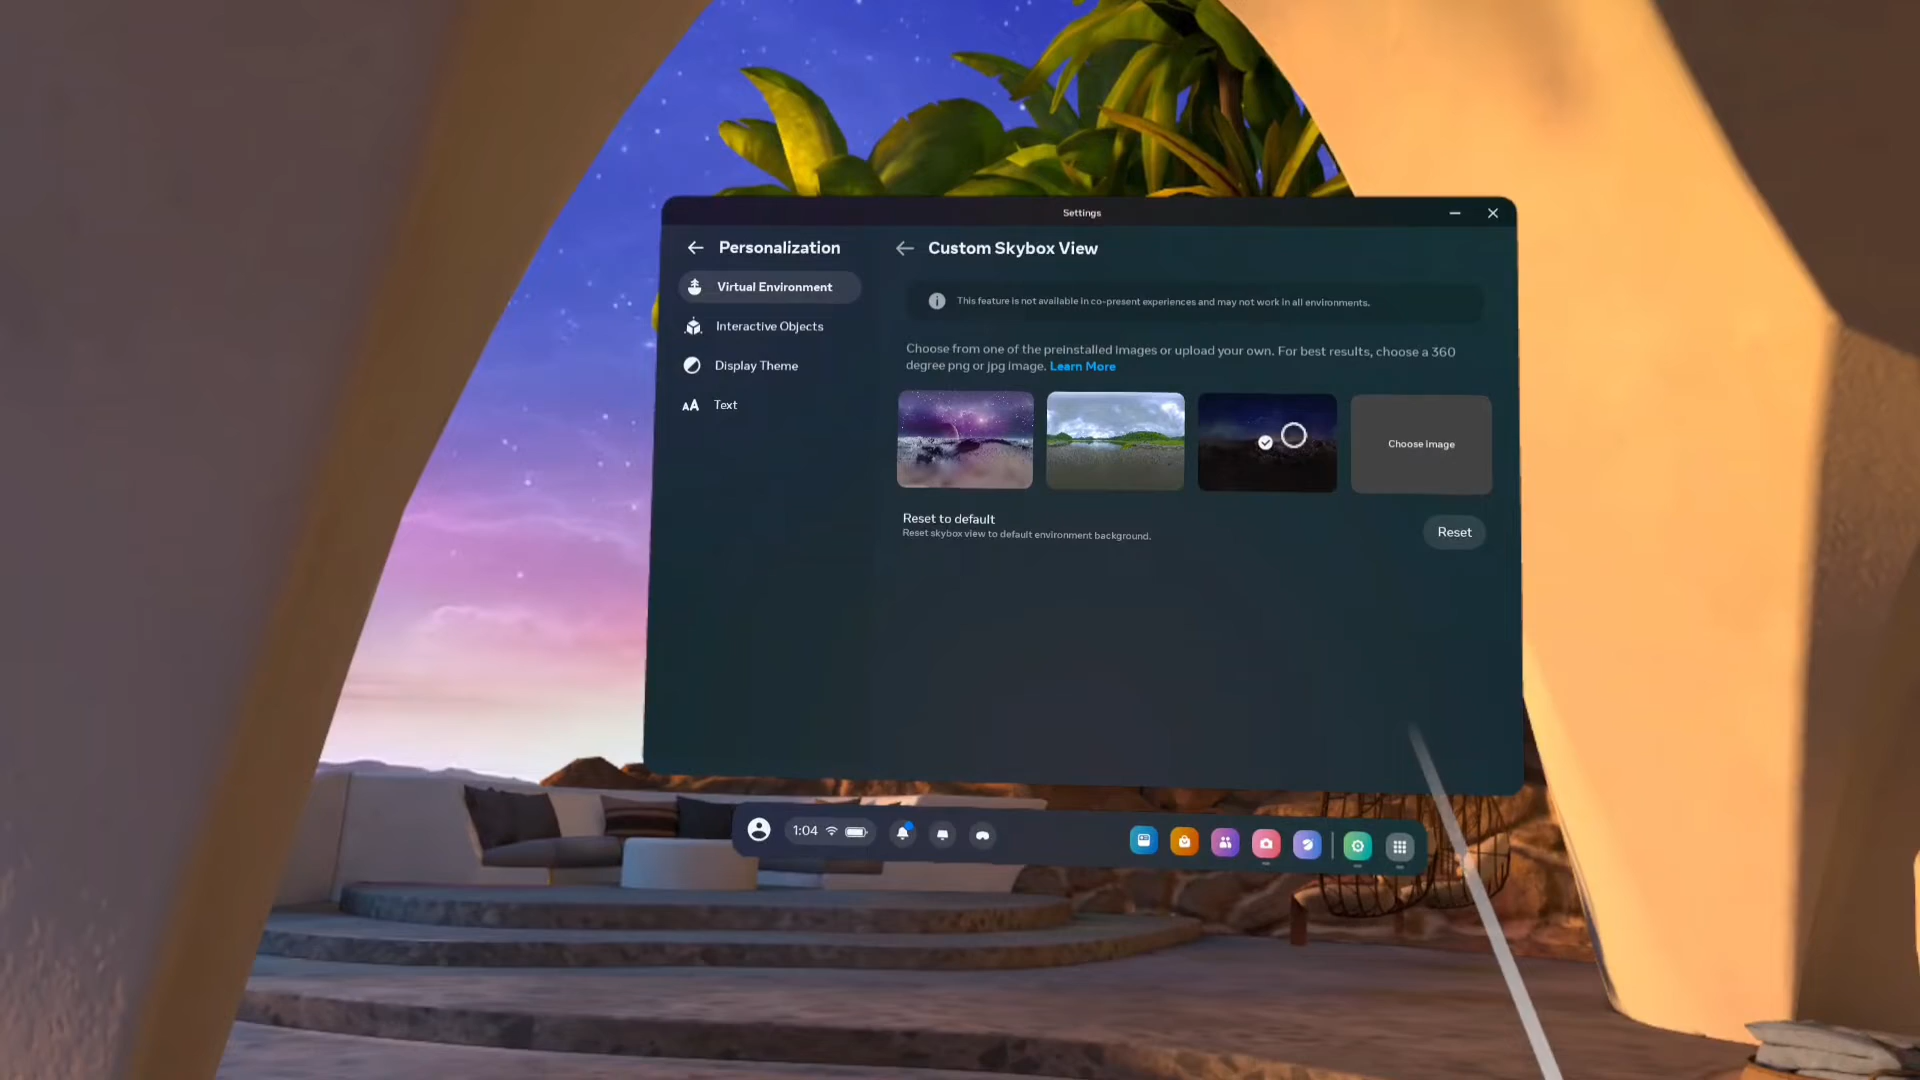 Settings
Personalization
Virtual Environment
Interactive Objects
Display Theme
AA Text
Custom Skybox View
This feature is not available in co-present experiences and may not work in all environments.
Choose from one of the preinstalled images or upload your own. For best results, choose a 360
degree png or jpg image. Learn More
Choose image
Reset to default
Reset skybox view to default environment background.
Reset
1:04